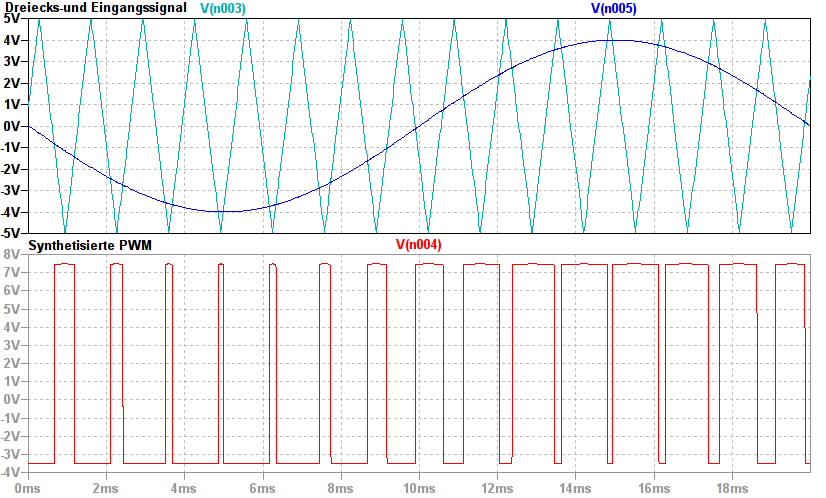 Dreiecks-und Eingangssignal V(n003) V(n005)
5V
4V
3V
2V
1V
0V
-1V
-2V
-3V
-4V
-5V
Synthetisierte PWM V(n004)
8V
7V
6V
5V
4V
3V
2V
1V
0V
-1V
-2V
-3V
-4V
0ms 2ms 4ms 6ms 8ms 10ms 12ms 14ms 16ms 18ms